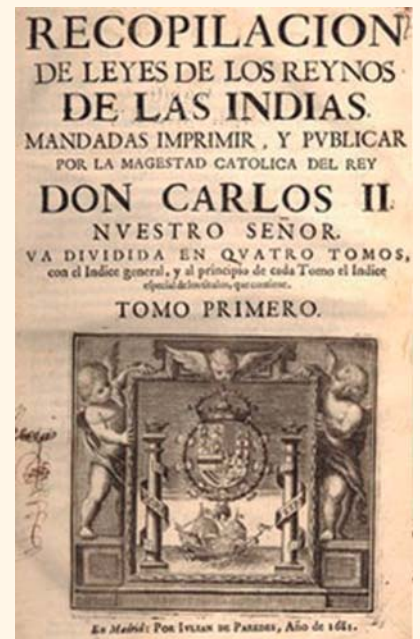 RECOPILACION
DE LEYES DE LOS REYNOS
DE LAS INDIAS.
MANDADAS IMPRIMIR, Y PVBLICAR
POR LA MAGESTAD CATOLICA DEL REY
DON CARLOS II.
NVESTRO SEÑOR.
VA DIVIDIDA EN QVATRO TOMOS,
con el Indice general, y al principio de cada Tomo el Indice
especial de los titulos, que contiene.
TOMO PRIMERO.
En Madrid: POR IVLIAN DE PAREDES, Año de 1681.